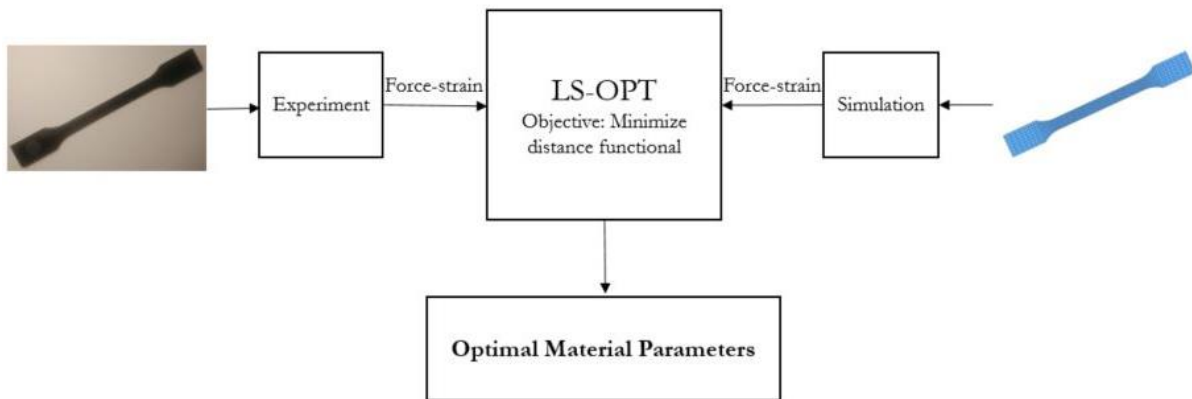 Experiment
Force-strain
LS-OPT
Objective: Minimize
distance functional
Force-strain
Simulation
Optimal Material Parameters